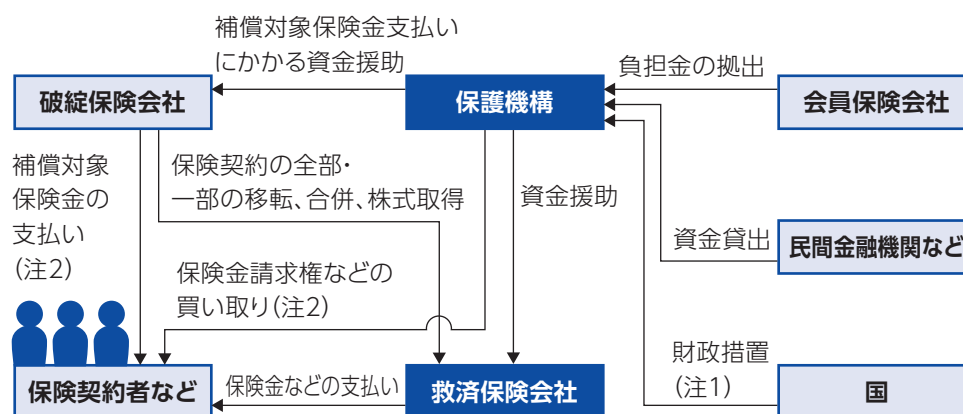 補償対象保険金支払い
にかかる資金援助
負担金の拠出
破綻保険会社
保護機構
会員保険会社
補償対象
保険金の
支払い
(注2)
保険契約の全部・
一部の移転、合併、株式取得
資金援助
資金貸出
民間金融機関など
保険金請求権などの
買い取り(注2)
財政措置
(注1)
保険契約者など
保険金などの支払い
救済保険会社
国